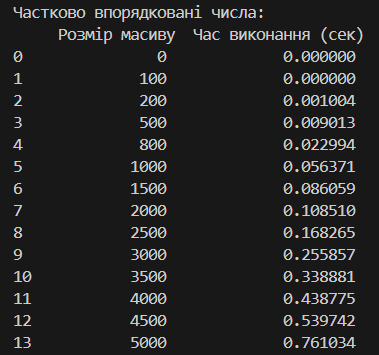 Частково впорядковані числа:
Розмір масиву Час виконання (сек)
0 0 0.000000
1 100 0.000000
2 200 0.001004
3 500 0.009013
4 800 0.022994
5 1000 0.056371
6 1500 0.086059
7 2000 0.108510
8 2500 0.168265
9 3000 0.255857
10 3500 0.338881
11 4000 0.438775
12 4500 0.539742
13 5000 0.761034